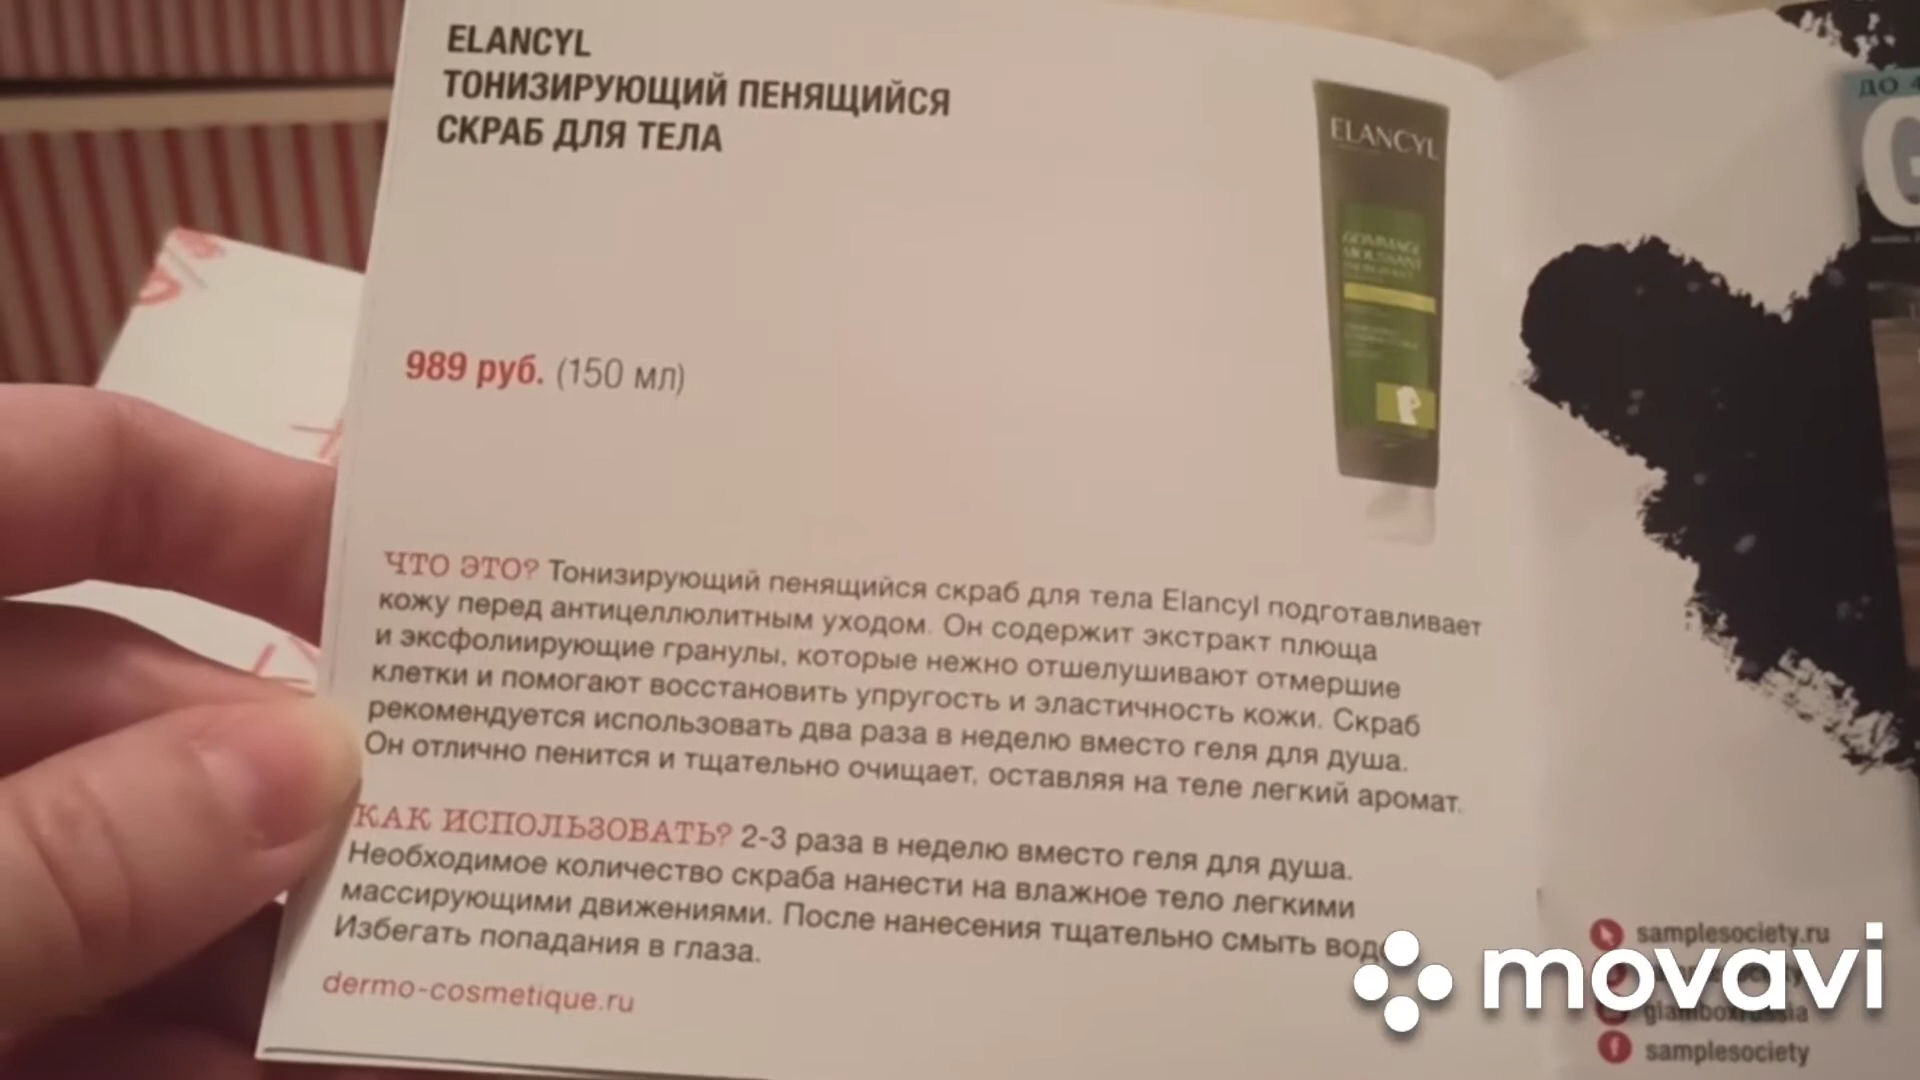 ELANCYL
ТОНИЗИРУЮЩИЙ ПЕНЯЩИЙСЯ
СКРАБ ДЛЯ ТЕЛА
ELANCYL
GOMMAGE
MOUSSANT
989 руб. (150 мл)
ЧТО ЭТО? Тонизирующий пенящийся скраб для тела Elancyl подготавливает
кожу перед антицеллюлитным уходом. Он содержит экстракт плюща
и эксфолиирующие гранулы, которые нежно отшелушивают отмершие
клетки и помогают восстановить упругость и эластичность кожи. Скраб
рекомендуется использовать два раза в неделю вместо геля для душа.
Он отлично пенится и тщательно очищает, оставляя на теле легкий аромат.
КАК ИСПОЛЬЗОВАТЬ? 2-3 раза в неделю вместо геля для душа.
Необходимое количество скраба нанести на влажное тело легкими
массирующими движениями. После нанесения тщательно смыть
Избегать попадания в глаза.
dermo-cosmetique.ru
ДО
G
samplesociety.ru
glamboxrussia
samplesociety
movavi